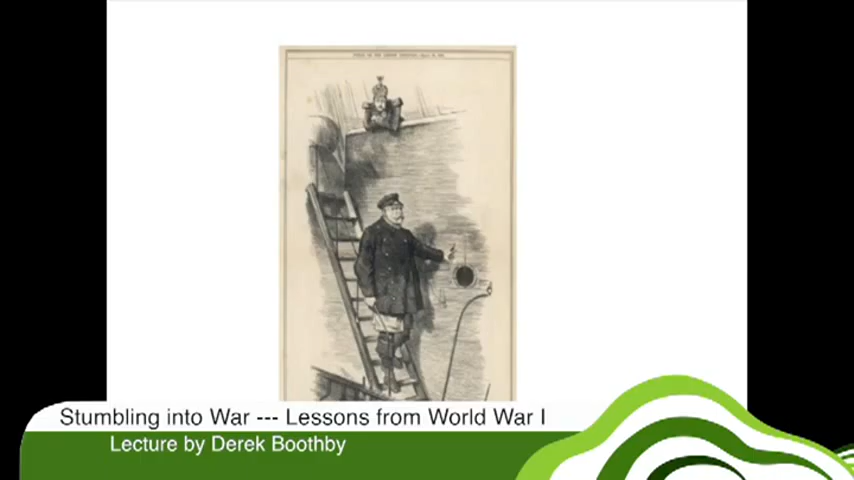 Stumbling into War --- Lessons from World War I
Lecture by Derek Boothby